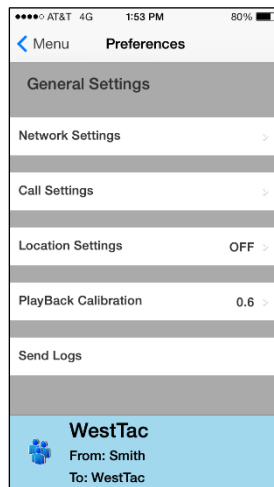 AT&T 4G 1:53 PM 80%
Menu Preferences
General Settings
Network Settings
Call Settings
Location Settings OFF
PlayBack Calibration 0.6
Send Logs
WestTac
From: Smith
To: WestTac